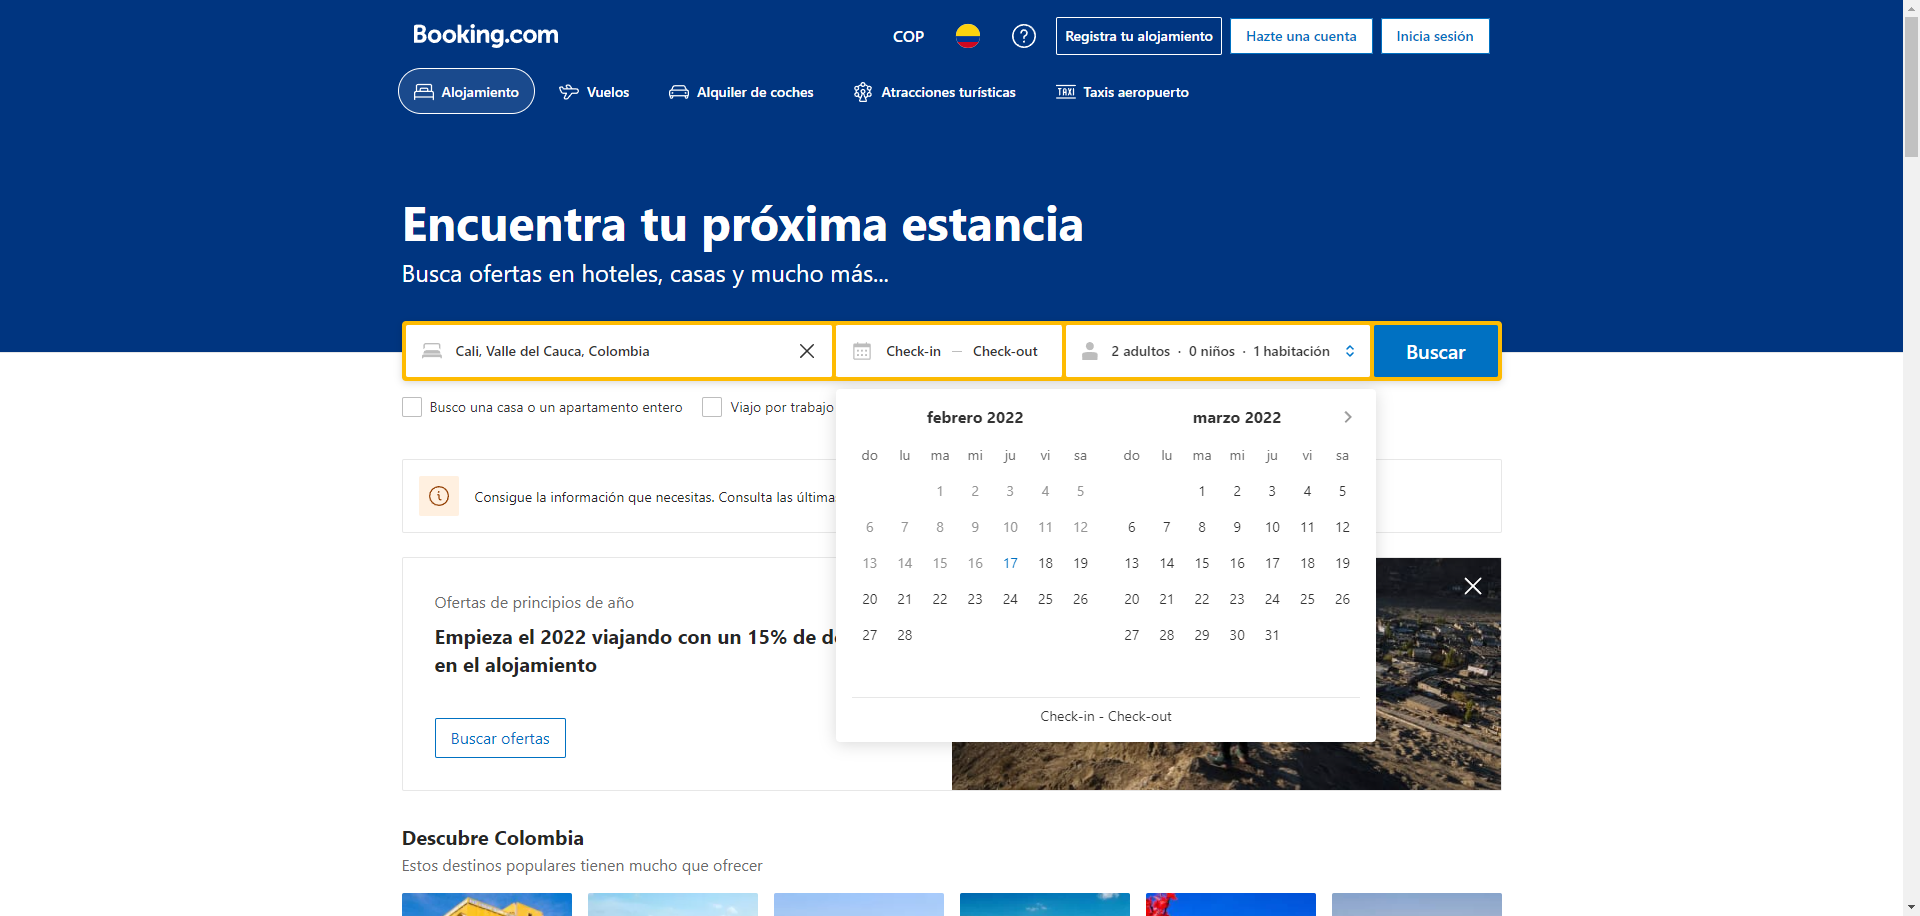 Booking.com
COP
?
Registra tu alojamiento
Hazte una cuenta
Inicia sesión
Alojamiento
Vuelos
Alquiler de coches
Atracciones turísticas
TAXI
Taxis aeropuerto
Encuentra tu próxima estancia
Busca ofertas en hoteles, casas y mucho más...
Cali, Valle del Cauca, Colombia
Check-in — Check-out
2 adultos · 0 niños · 1 habitación
Buscar
Busco una casa o un apartamento entero
Viajo por trabajo
febrero 2022
do lu ma mi ju vi sa
1 2 3 4 5
6 7 8 9 10 11 12
13 14 15 16 17 18 19
20 21 22 23 24 25 26
27 28
marzo 2022
do lu ma mi ju vi sa
1 2 3 4 5
6 7 8 9 10 11 12
13 14 15 16 17 18 19
20 21 22 23 24 25 26
27 28 29 30 31
Check-in - Check-out
Consigue la información que necesitas. Consulta las última
Ofertas de principios de año
Empieza el 2022 viajando con un 15% de d
en el alojamiento
Buscar ofertas
Descubre Colombia
Estos destinos populares tienen mucho que ofrecer